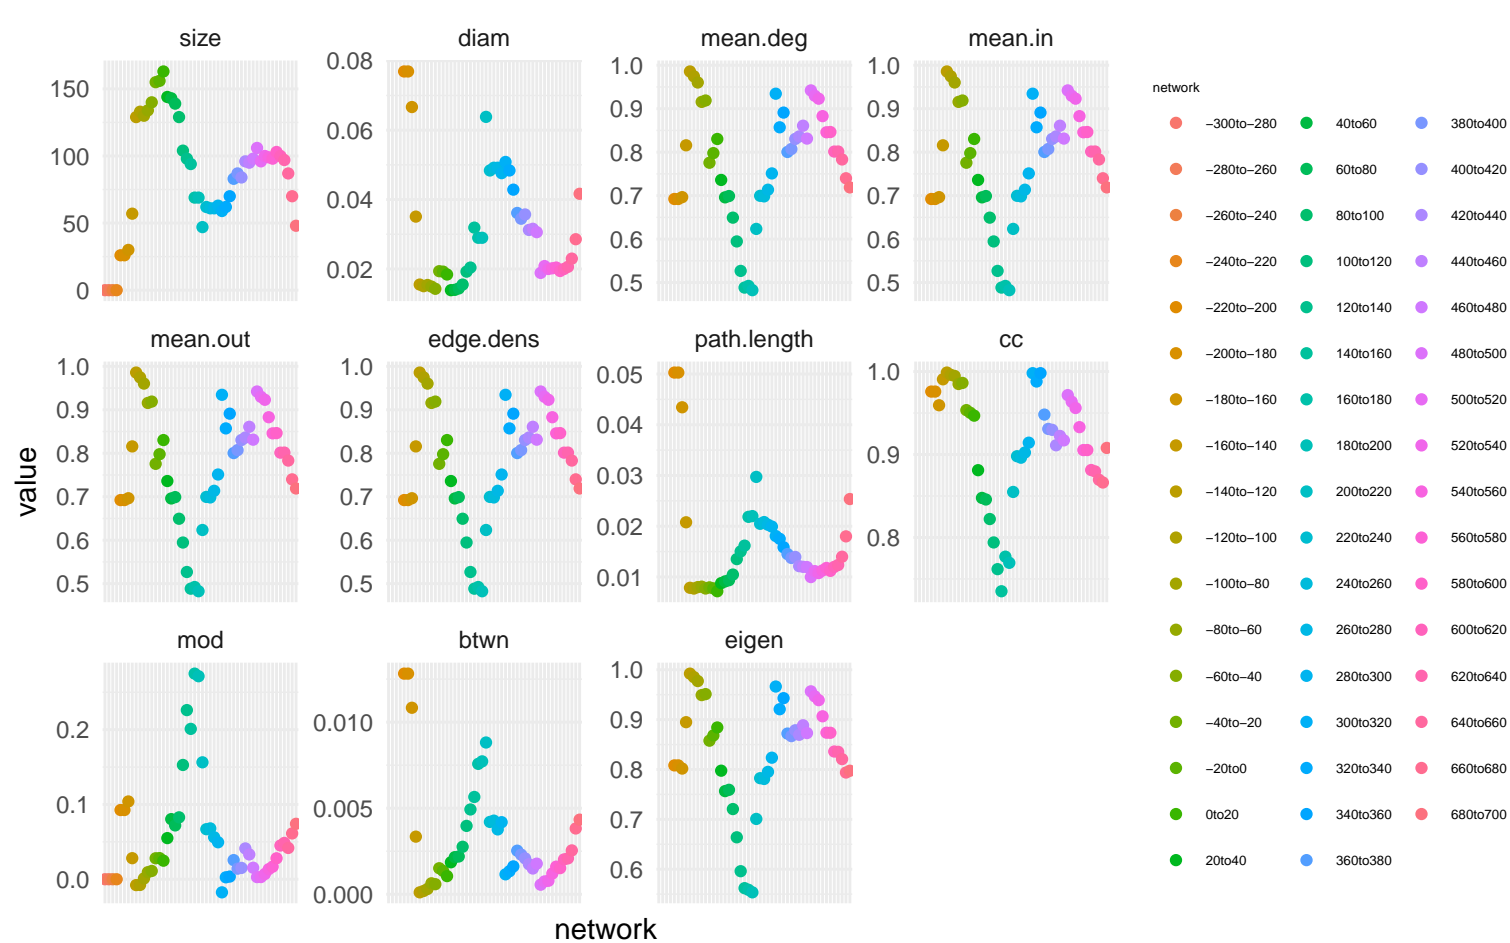 size
diam
mean.deg
mean.in
150
100
50
0
0.08
0.06
0.04
0.02
1.0
0.9
0.8
0.7
0.6
0.5
1.0
0.9
0.8
0.7
0.6
0.5
mean.out
edge.dens
path.length
cc
1.0
0.9
0.8
0.7
0.6
0.5
1.0
0.9
0.8
0.7
0.6
0.5
0.05
0.04
0.03
0.02
0.01
1.0
0.9
0.8
mod
btwn
eigen
0.2
0.1
0.0
0.010
0.005
0.000
1.0
0.9
0.8
0.7
0.6
value
network
network
−300to−280
−280to−260
−260to−240
−240to−220
−220to−200
−200to−180
−180to−160
−160to−140
−140to−120
−120to−100
−100to−80
−80to−60
−60to−40
−40to−20
−20to0
0to20
20to40
40to60
60to80
80to100
100to120
120to140
140to160
160to180
180to200
200to220
220to240
240to260
260to280
280to300
300to320
320to340
340to360
360to380
380to400
400to420
420to440
440to460
460to480
480to500
500to520
520to540
540to560
560to580
580to600
600to620
620to640
640to660
660to680
680to700